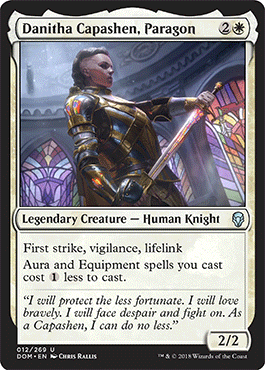 Danitha Capashen, Paragon 2
Legendary Creature — Human Knight
First strike, vigilance, lifelink
Aura and Equipment spells you cast
cost 1 less to cast.
“I will protect the less fortunate. I will love
bravely. I will face despair and fight on. As
a Capashen, I can do no less.”
2/2
012/269 U
DOM • EN Chris Rallis
™ & © 2018 Wizards of the Coast